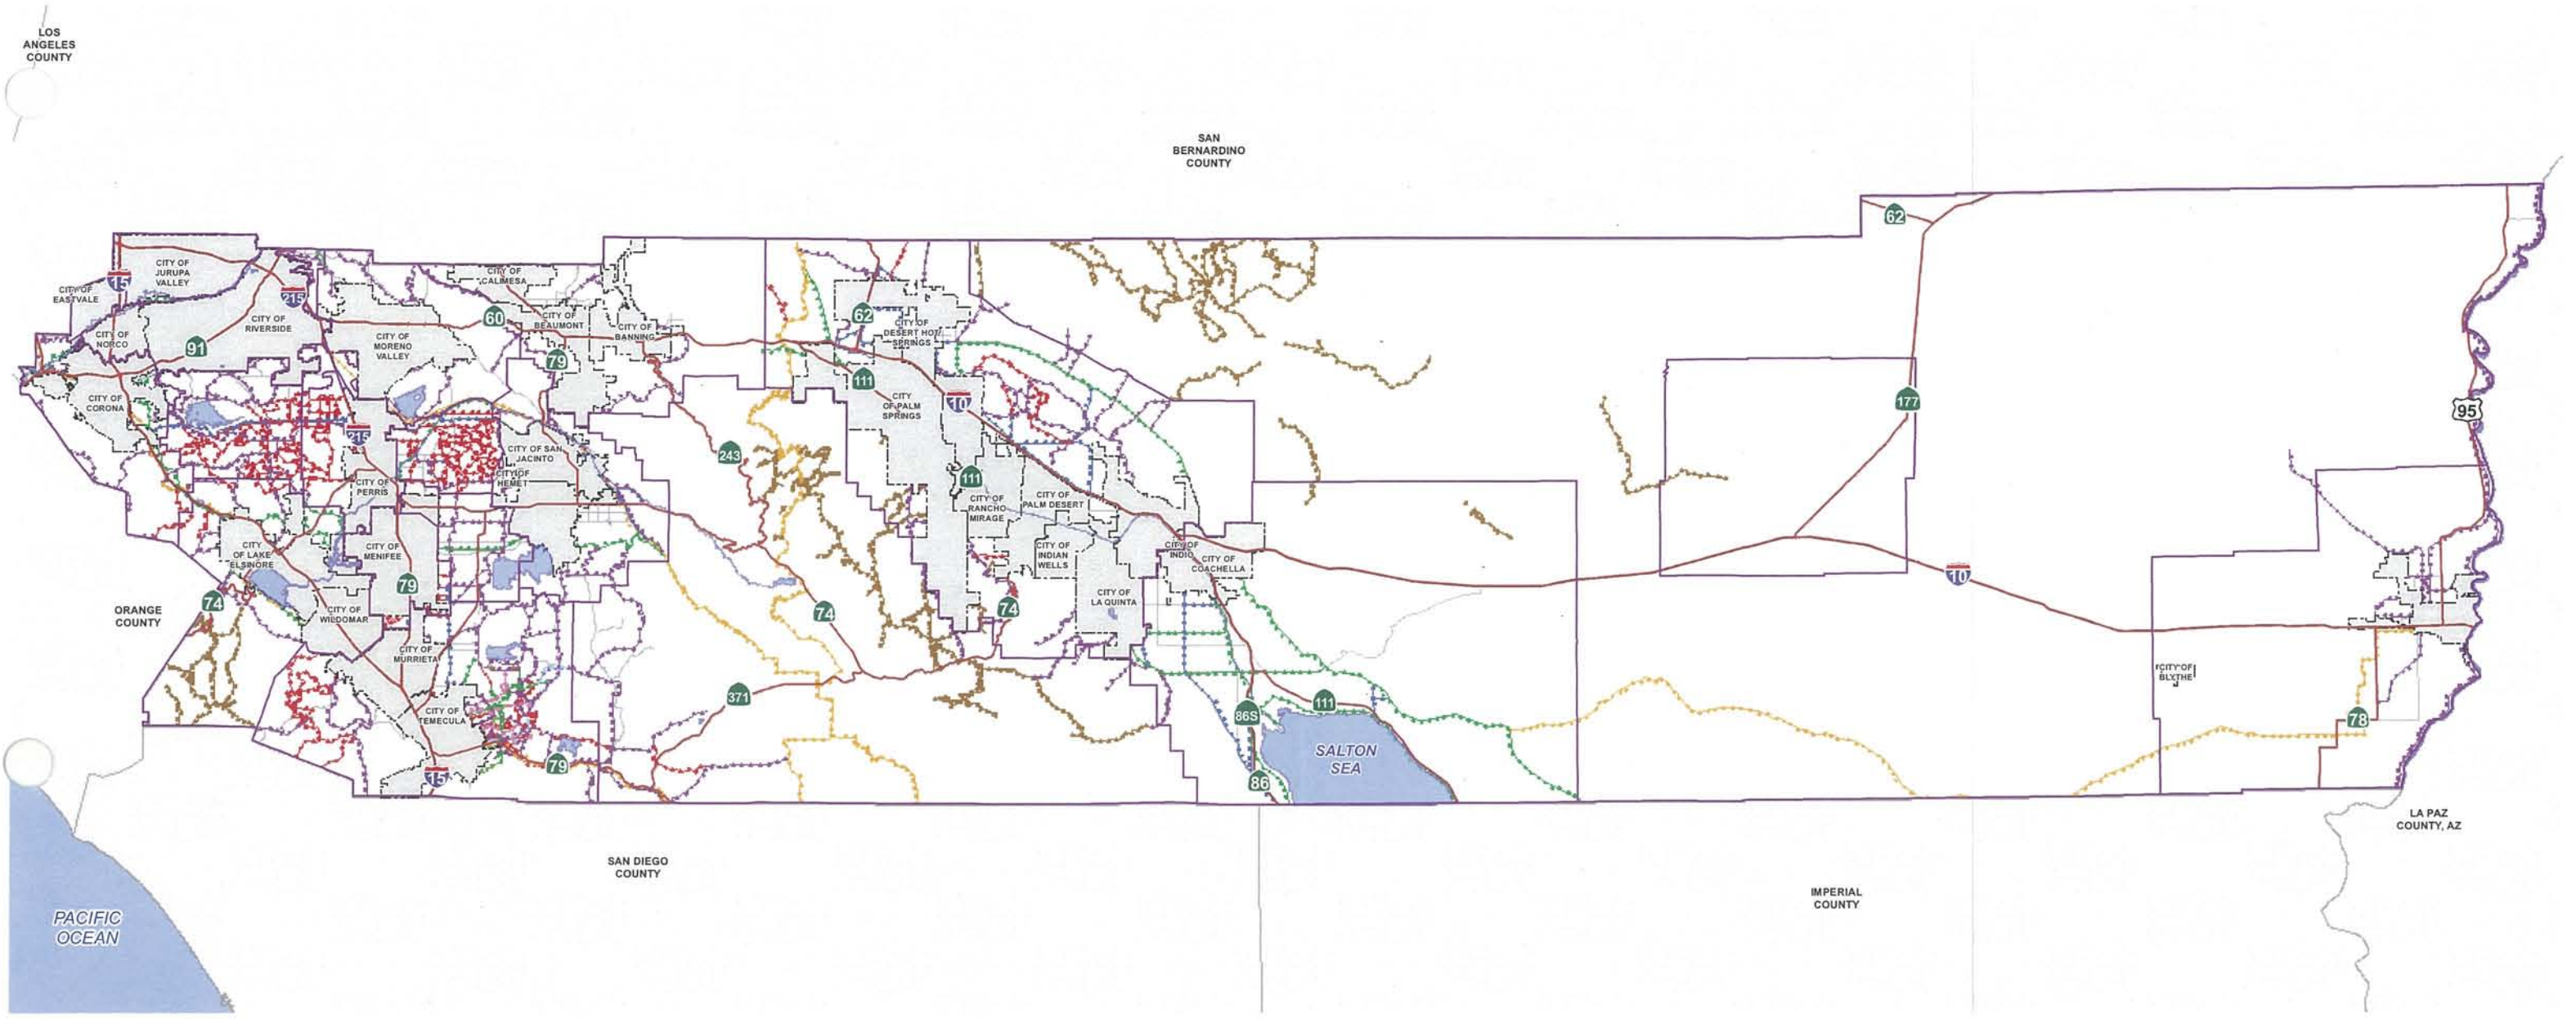 LOS
ANGELES
COUNTY
SAN
BERNARDINO
COUNTY
62
CITY OF
JURUPA
VALLEY
15
CITY OF
EASTVALE
215
CITY OF
CALIMESA
CITY OF
NORCO
CITY OF
RIVERSIDE
91
60
CITY OF
BEAUMONT
CITY OF
BANNING
79
CITY OF
MORENO
VALLEY
62
CITY OF
DESERT HOT
SPRINGS
111
CITY
OF PALM
SPRINGS
10
177
95
CITY OF
CORONA
215
243
CITY OF SAN
JACINTO
CITY OF
HEMET
CITY OF
PERRIS
111
CITY OF
RANCHO
MIRAGE
CITY OF
PALM DESERT
CITY
OF LAKE
ELSINORE
CITY OF
MENIFEE
79
CITY OF
INDIAN
WELLS
CITY OF
INDIO
CITY OF
COACHELLA
10
ORANGE
COUNTY
74
CITY OF
WILDOMAR
74
74
CITY OF
LA QUINTA
CITY OF
MURRIETA
CITY OF
BLYTHE
371
CITY OF
TEMECULA
86S
111
78
SALTON
SEA
79
15
86
LA PAZ
COUNTY, AZ
SAN DIEGO
COUNTY
IMPERIAL
COUNTY
PACIFIC
OCEAN